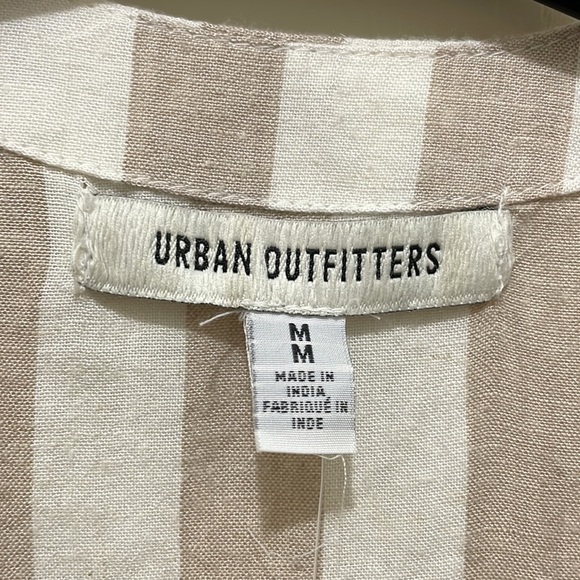 URBAN OUTFITTERS
M
M
MADE IN
INDIA
FABRIQUÉ IN
INDE